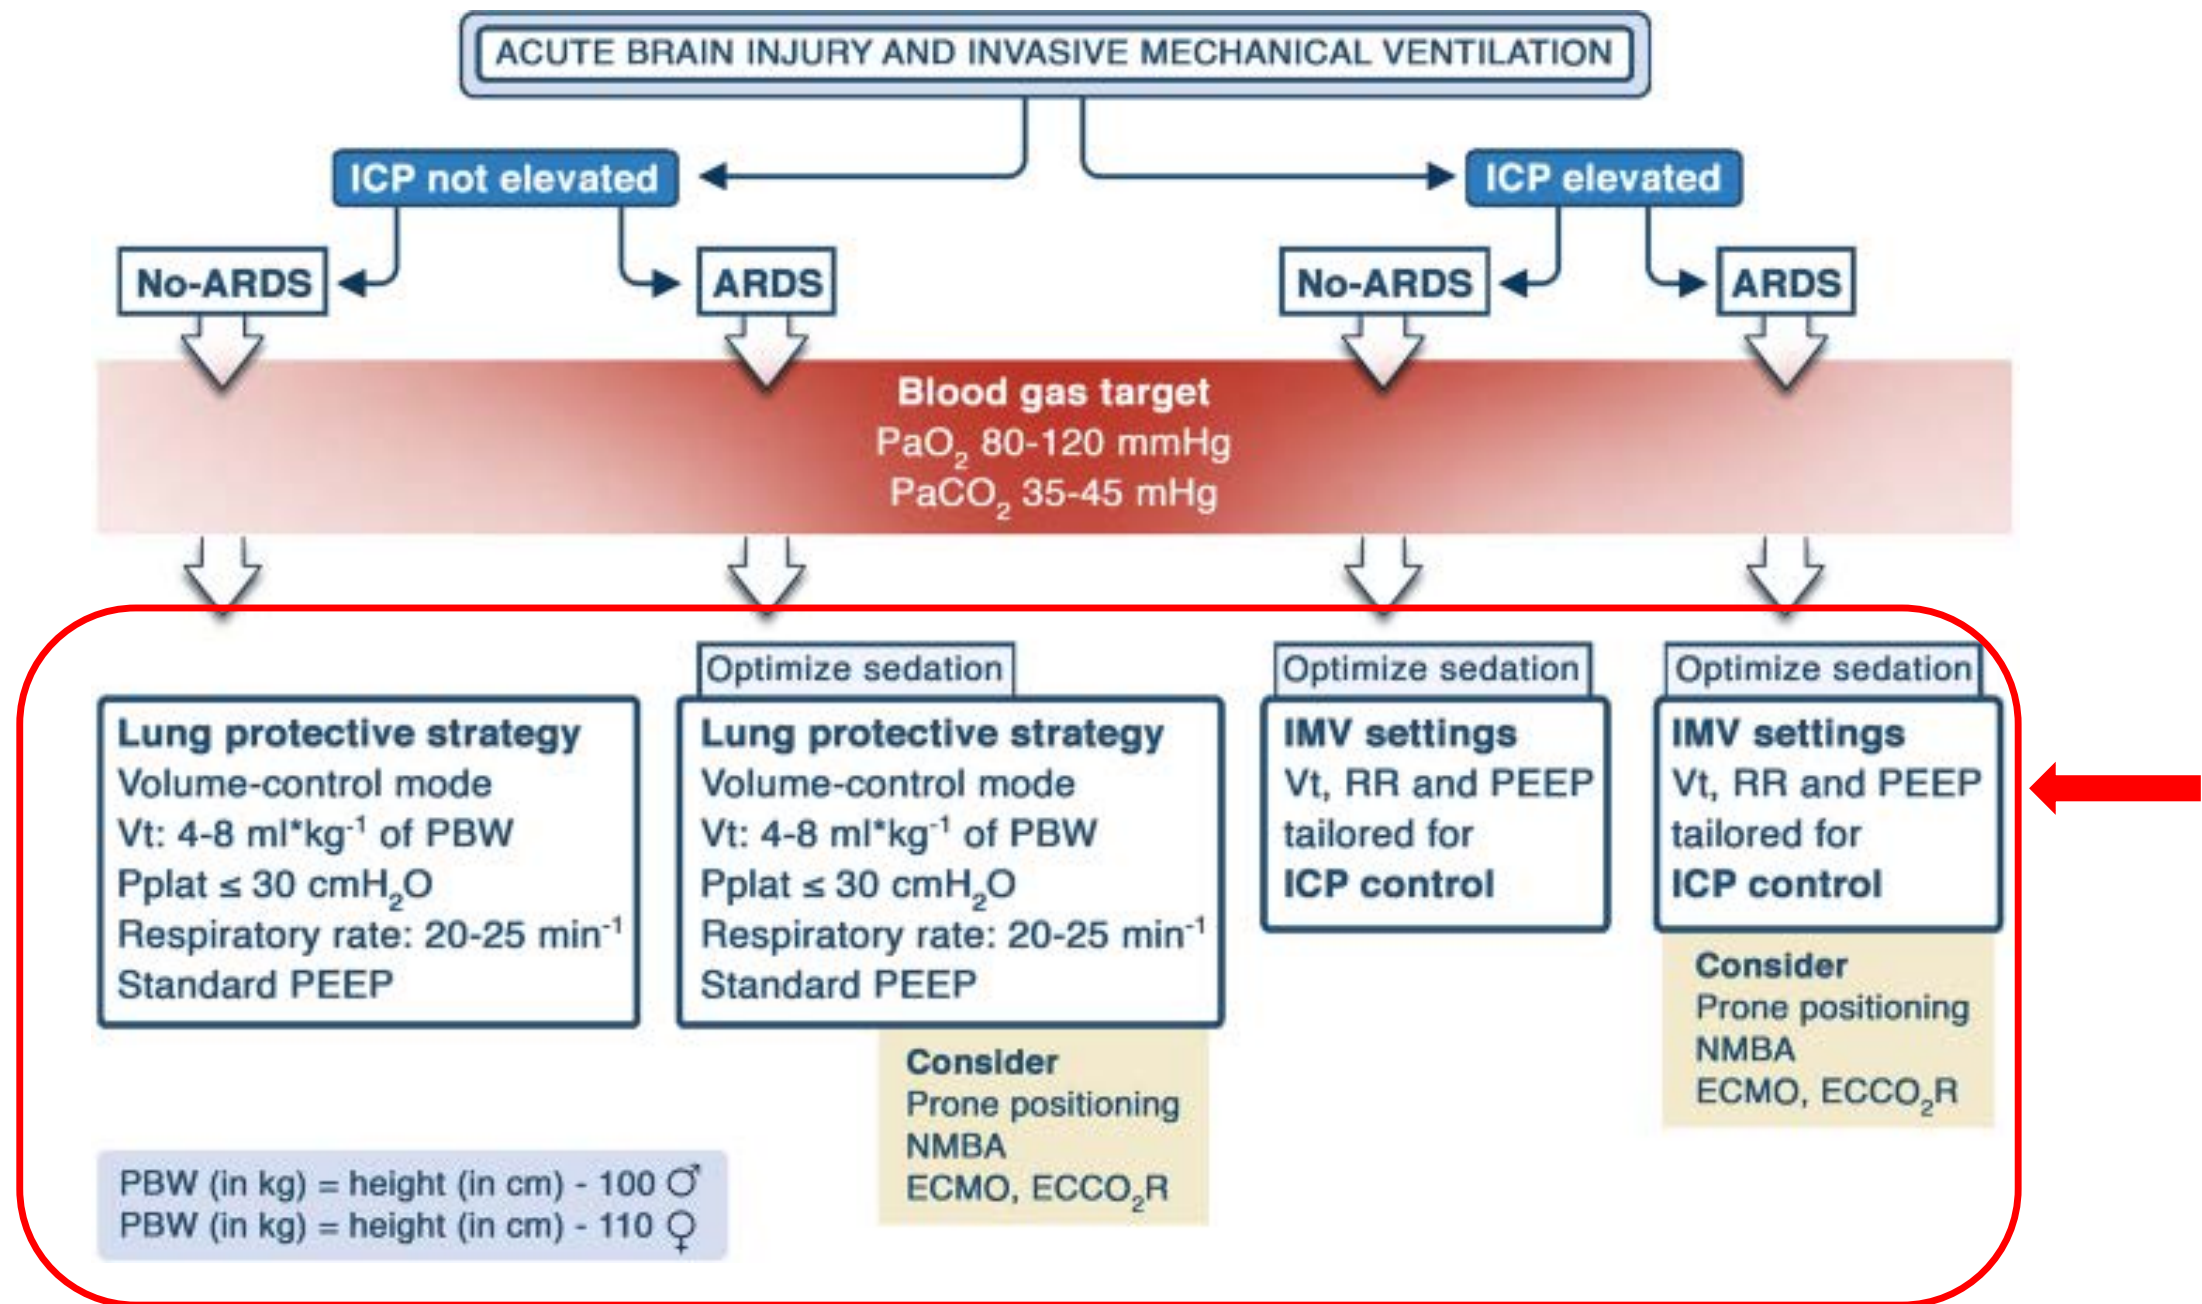 ACUTE BRAIN INJURY AND INVASIVE MECHANICAL VENTILATION
ICP not elevated
ICP elevated
No-ARDS
ARDS
No-ARDS
ARDS
Blood gas target
PaO₂ 80-120 mmHg
PaCO₂ 35-45 mHg
Lung protective strategy
Volume-control mode
Vt: 4-8 ml*kg⁻¹ of PBW
Pplat ≤ 30 cmH₂O
Respiratory rate: 20-25 min⁻¹
Standard PEEP
Optimize sedation
Lung protective strategy
Volume-control mode
Vt: 4-8 ml*kg⁻¹ of PBW
Pplat ≤ 30 cmH₂O
Respiratory rate: 20-25 min⁻¹
Standard PEEP
Consider
Prone positioning
NMBA
ECMO, ECCO₂R
Optimize sedation
IMV settings
Vt, RR and PEEP
tailored for
ICP control
Optimize sedation
IMV settings
Vt, RR and PEEP
tailored for
ICP control
Consider
Prone positioning
NMBA
ECMO, ECCO₂R
PBW (in kg) = height (in cm) - 100 ♂
PBW (in kg) = height (in cm) - 110 ♀